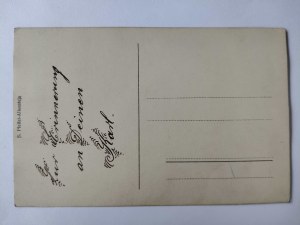 Zur Erinnerung
an Deinen
Karl.